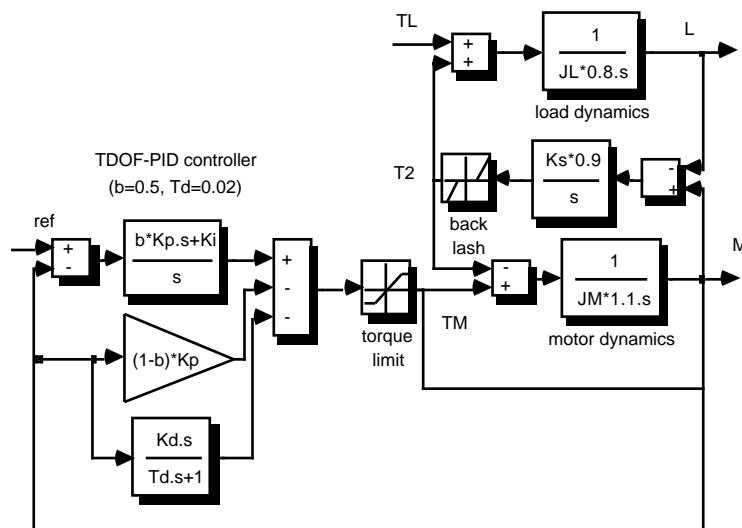 TL
+
+
1
JL*0.8.s
load dynamics
L
TDOF-PID controller
(b=0.5, Td=0.02)
T2
back
lash
Ks*0.9
s
-
+
ref
+
-
b*Kp.s+Ki
s
+
-
-
torque
limit
TM
-
+
1
JM*1.1.s
motor dynamics
M
(1-b)*Kp
Kd.s
Td.s+1